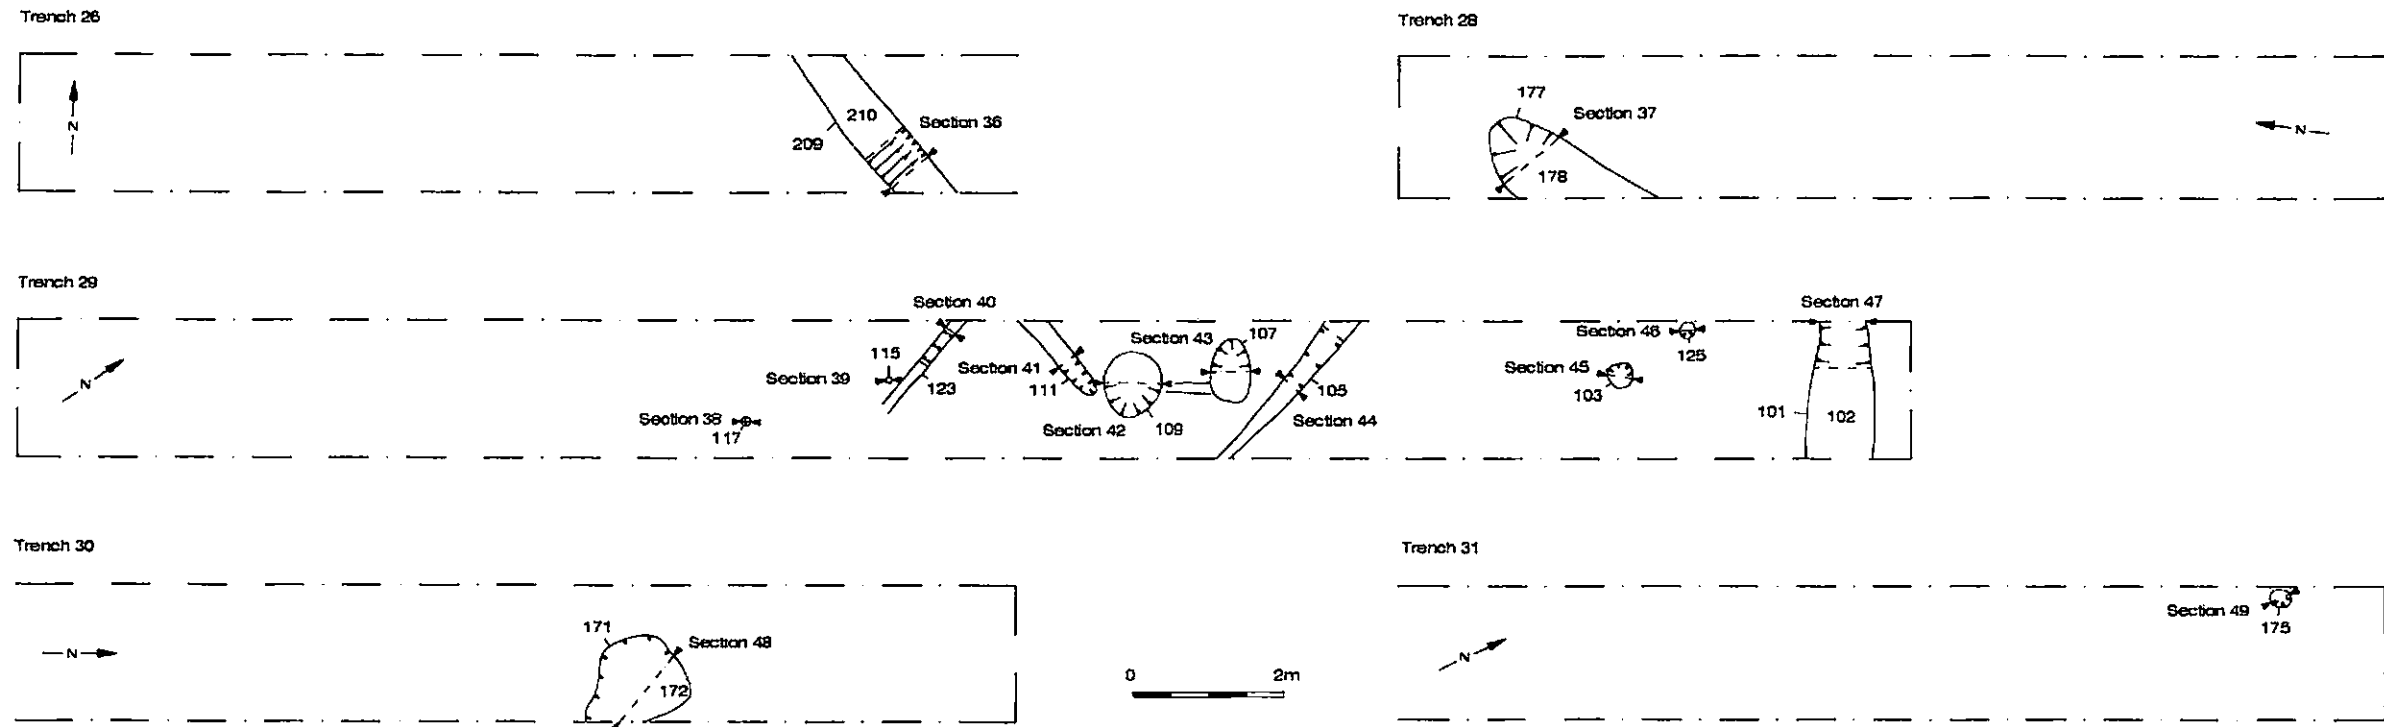 Trench 26
N
210
209
Section 36
Trench 28
177
Section 37
178
N
Trench 29
N
Section 38
117
Section 39
115
Section 40
123
Section 41
111
Section 42
109
Section 43
107
105
Section 44
Section 45
103
Section 46
125
Section 47
101
102
Trench 30
N
171
Section 48
172
0 2m
Trench 31
N
Section 49
175